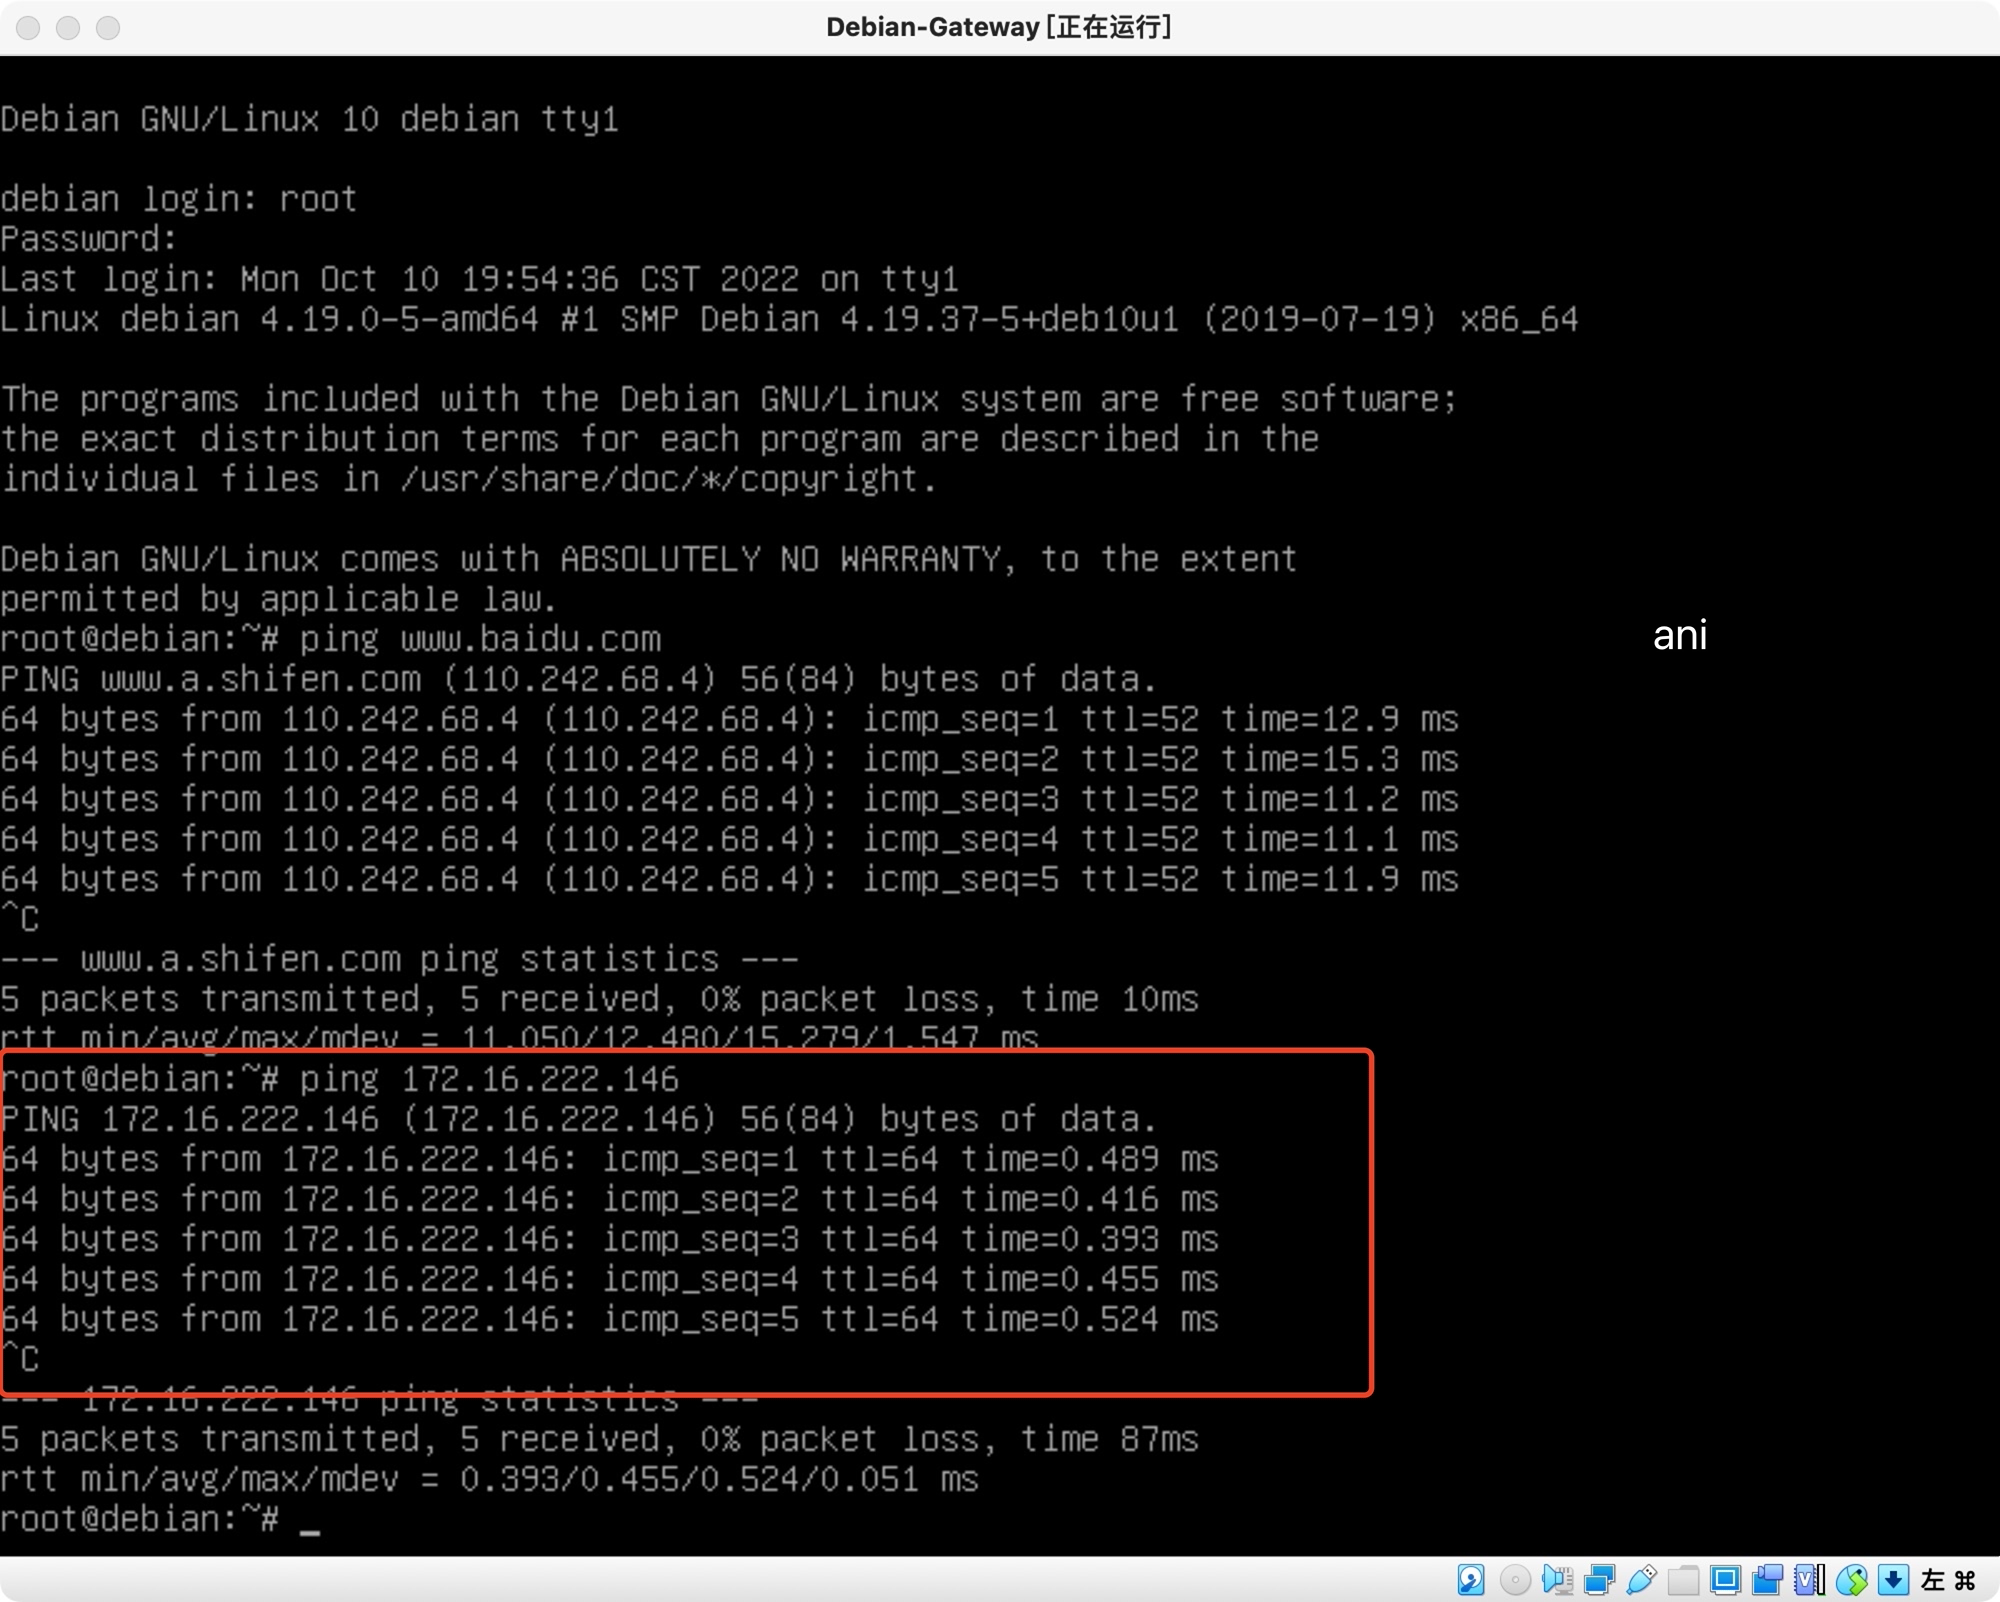 Debian-Gateway [正在运行]
Debian GNU/Linux 10 debian tty1
debian login: root
Password:
Last login: Mon Oct 10 19:54:36 CST 2022 on tty1
Linux debian 4.19.0-5-amd64 #1 SMP Debian 4.19.37-5+deb10u1 (2019-07-19) x86_64
The programs included with the Debian GNU/Linux system are free software;
the exact distribution terms for each program are described in the
individual files in /usr/share/doc/*/copyright.
Debian GNU/Linux comes with ABSOLUTELY NO WARRANTY, to the extent
permitted by applicable law.
root@debian:~# ping www.baidu.com
ani
PING www.a.shifen.com (110.242.68.4) 56(84) bytes of data.
64 bytes from 110.242.68.4 (110.242.68.4): icmp_seq=1 ttl=52 time=12.9 ms
64 bytes from 110.242.68.4 (110.242.68.4): icmp_seq=2 ttl=52 time=15.3 ms
64 bytes from 110.242.68.4 (110.242.68.4): icmp_seq=3 ttl=52 time=11.2 ms
64 bytes from 110.242.68.4 (110.242.68.4): icmp_seq=4 ttl=52 time=11.1 ms
64 bytes from 110.242.68.4 (110.242.68.4): icmp_seq=5 ttl=52 time=11.9 ms
^C
--- www.a.shifen.com ping statistics ---
5 packets transmitted, 5 received, 0% packet loss, time 10ms
rtt min/avg/max/mdev = 11.050/12.480/15.279/1.547 ms
root@debian:~# ping 172.16.222.146
PING 172.16.222.146 (172.16.222.146) 56(84) bytes of data.
64 bytes from 172.16.222.146: icmp_seq=1 ttl=64 time=0.489 ms
64 bytes from 172.16.222.146: icmp_seq=2 ttl=64 time=0.416 ms
64 bytes from 172.16.222.146: icmp_seq=3 ttl=64 time=0.393 ms
64 bytes from 172.16.222.146: icmp_seq=4 ttl=64 time=0.455 ms
64 bytes from 172.16.222.146: icmp_seq=5 ttl=64 time=0.524 ms
^C
--- 172.16.222.146 ping statistics ---
5 packets transmitted, 5 received, 0% packet loss, time 87ms
rtt min/avg/max/mdev = 0.393/0.455/0.524/0.051 ms
root@debian:~# _
左 ⌘